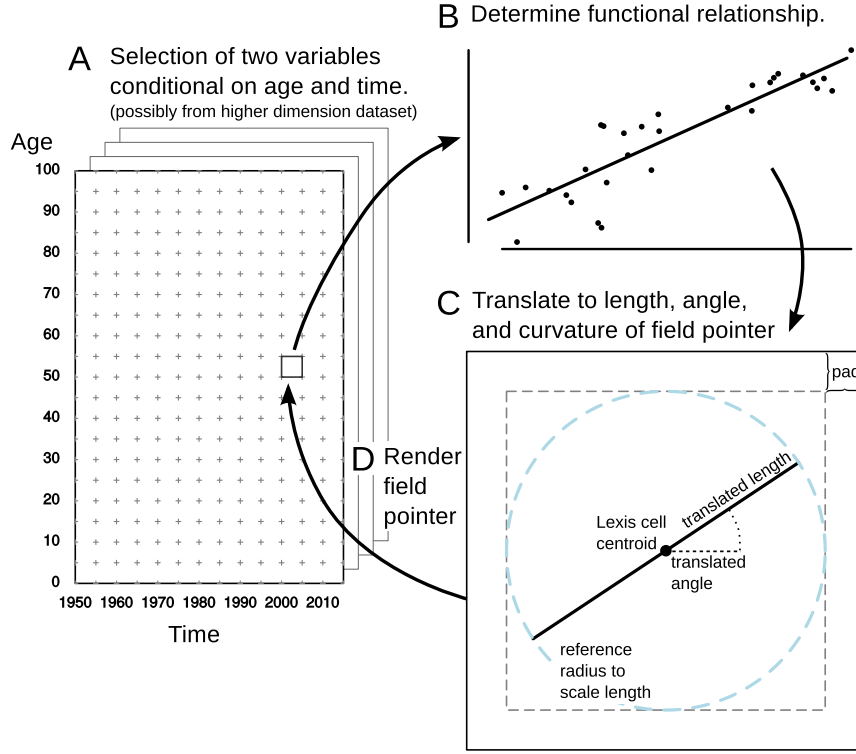 A Selection of two variables
conditional on age and time.
(possibly from higher dimension dataset)
Age
100
90
80
70
60
50
40
30
20
10
0
1950 1960 1970 1980 1990 2000 2010
Time
B Determine functional relationship.
C Translate to length, angle,
and curvature of field pointer
translated length
Lexis cell
centroid
translated
angle
reference
radius to
scale length
D Render
field
pointer